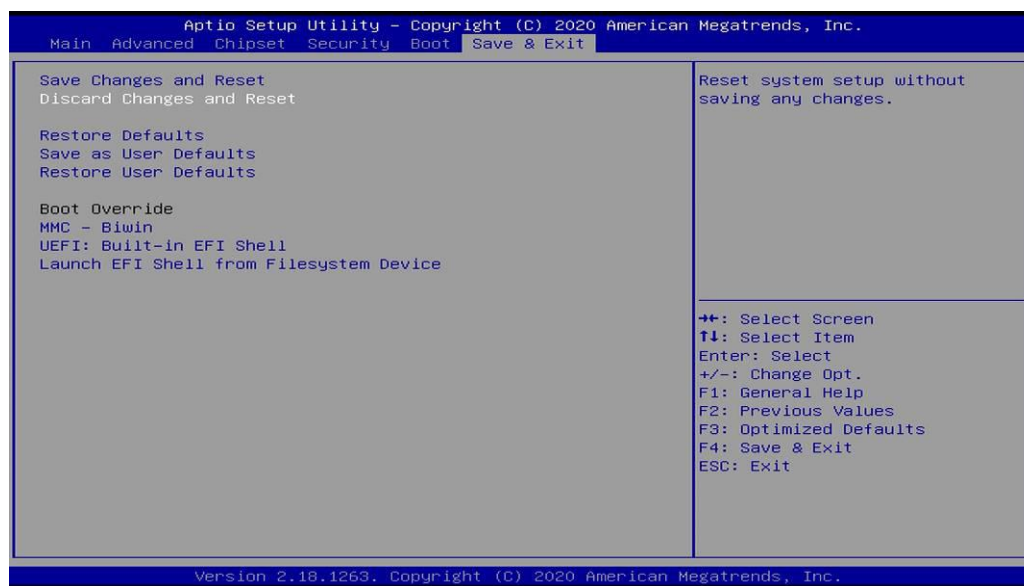 Aptio Setup Utility – Copyright (C) 2020 American Megatrends, Inc.
Main Advanced Chipset Security Boot Save & Exit
Save Changes and Reset
Discard Changes and Reset
Restore Defaults
Save as User Defaults
Restore User Defaults
Boot Override
MMC – Biwin
UEFI: Built-in EFI Shell
Launch EFI Shell from Filesystem Device
Reset system setup without
saving any changes.
→←: Select Screen
↑↓: Select Item
Enter: Select
+/-: Change Opt.
F1: General Help
F2: Previous Values
F3: Optimized Defaults
F4: Save & Exit
ESC: Exit
Version 2.18.1263. Copyright (C) 2020 American Megatrends, Inc.